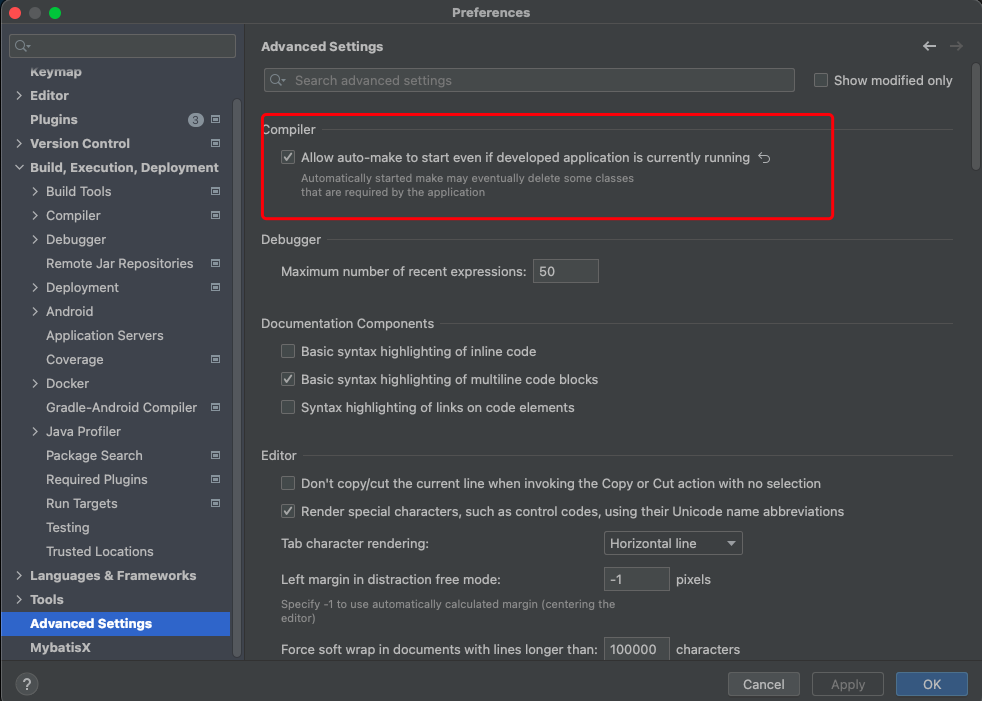 Preferences
Keymap
Editor
Plugins 3
Version Control
Build, Execution, Deployment
Build Tools
Compiler
Debugger
Remote Jar Repositories
Deployment
Android
Application Servers
Coverage
Docker
Gradle-Android Compiler
Java Profiler
Package Search
Required Plugins
Run Targets
Testing
Trusted Locations
Languages & Frameworks
Tools
Advanced Settings
MybatisX
Advanced Settings
Search advanced settings
Show modified only
Compiler
Allow auto-make to start even if developed application is currently running
Automatically started make may eventually delete some classes
that are required by the application
Debugger
Maximum number of recent expressions: 50
Documentation Components
Basic syntax highlighting of inline code
Basic syntax highlighting of multiline code blocks
Syntax highlighting of links on code elements
Editor
Don't copy/cut the current line when invoking the Copy or Cut action with no selection
Render special characters, such as control codes, using their Unicode name abbreviations
Tab character rendering: Horizontal line
Left margin in distraction free mode: -1 pixels
Specify -1 to use automatically calculated margin (centering the
editor)
Force soft wrap in documents with lines longer than: 100000 characters
? Cancel Apply OK